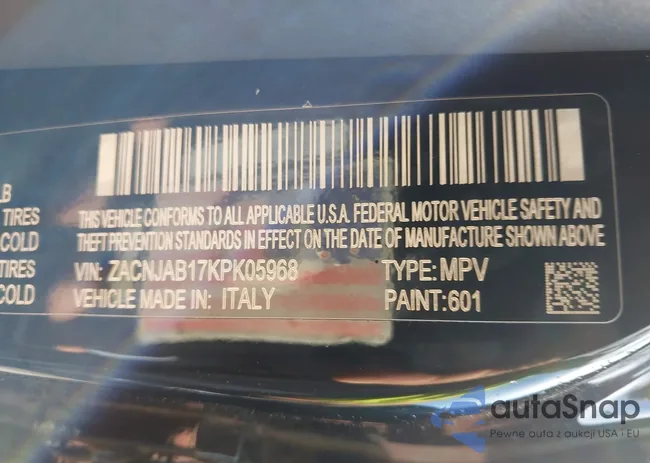 LB
TIRES
COLD
TIRES
COLD
THIS VEHICLE CONFORMS TO ALL APPLICABLE U.S.A. FEDERAL MOTOR VEHICLE SAFETY AND
THEFT PREVENTION STANDARDS IN EFFECT ON THE DATE OF MANUFACTURE SHOWN ABOVE
VIN: ZACNJAB17KPK05968 TYPE: MPV
VEHICLE MADE IN: ITALY PAINT:601
autaSnap
Pewne auta z aukcji USA i EU